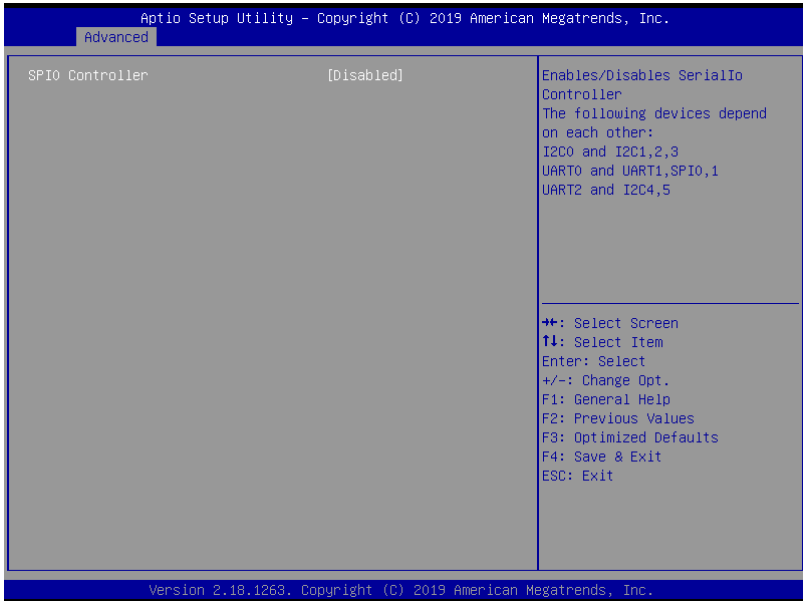 Aptio Setup Utility – Copyright (C) 2019 American Megatrends, Inc.
Advanced
SPI0 Controller [Disabled]
Enables/Disables SerialIo
Controller
The following devices depend
on each other:
I2C0 and I2C1,2,3
UART0 and UART1,SPI0,1
UART2 and I2C4,5
→←: Select Screen
↑↓: Select Item
Enter: Select
+/-: Change Opt.
F1: General Help
F2: Previous Values
F3: Optimized Defaults
F4: Save & Exit
ESC: Exit
Version 2.18.1263. Copyright (C) 2019 American Megatrends, Inc.